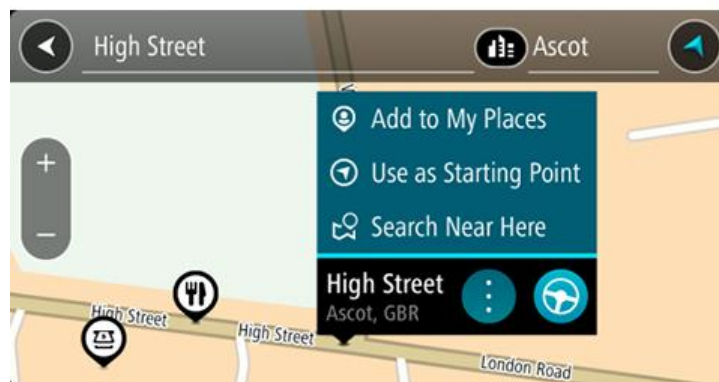 High Street
Ascot
Add to My Places
Use as Starting Point
Search Near Here
High Street
Ascot, GBR
High Street
High Street
London Road